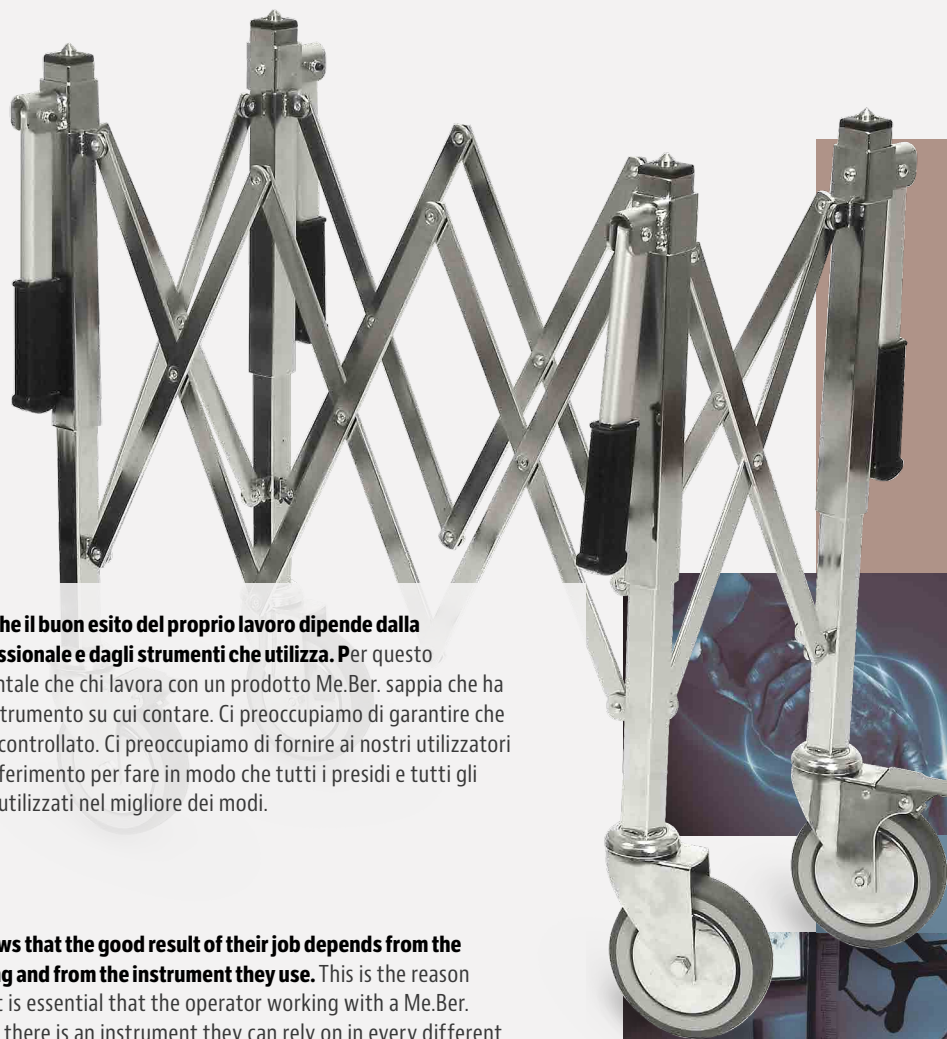 he il buon esito del proprio lavoro dipende dalla
ssionale e dagli strumenti che utilizza. Per questo
ntale che chi lavora con un prodotto Me.Ber. sappia che ha
trumento su cui contare. Ci preoccupiamo di garantire che
controllato. Ci preoccupiamo di fornire ai nostri utilizzatori
ferimento per fare in modo che tutti i presidi e tutti gli
utilizzati nel migliore dei modi.
ws that the good result of their job depends from the
g and from the instrument they use. This is the reason
t is essential that the operator working with a Me.Ber.
there is an instrument they can rely on in every different